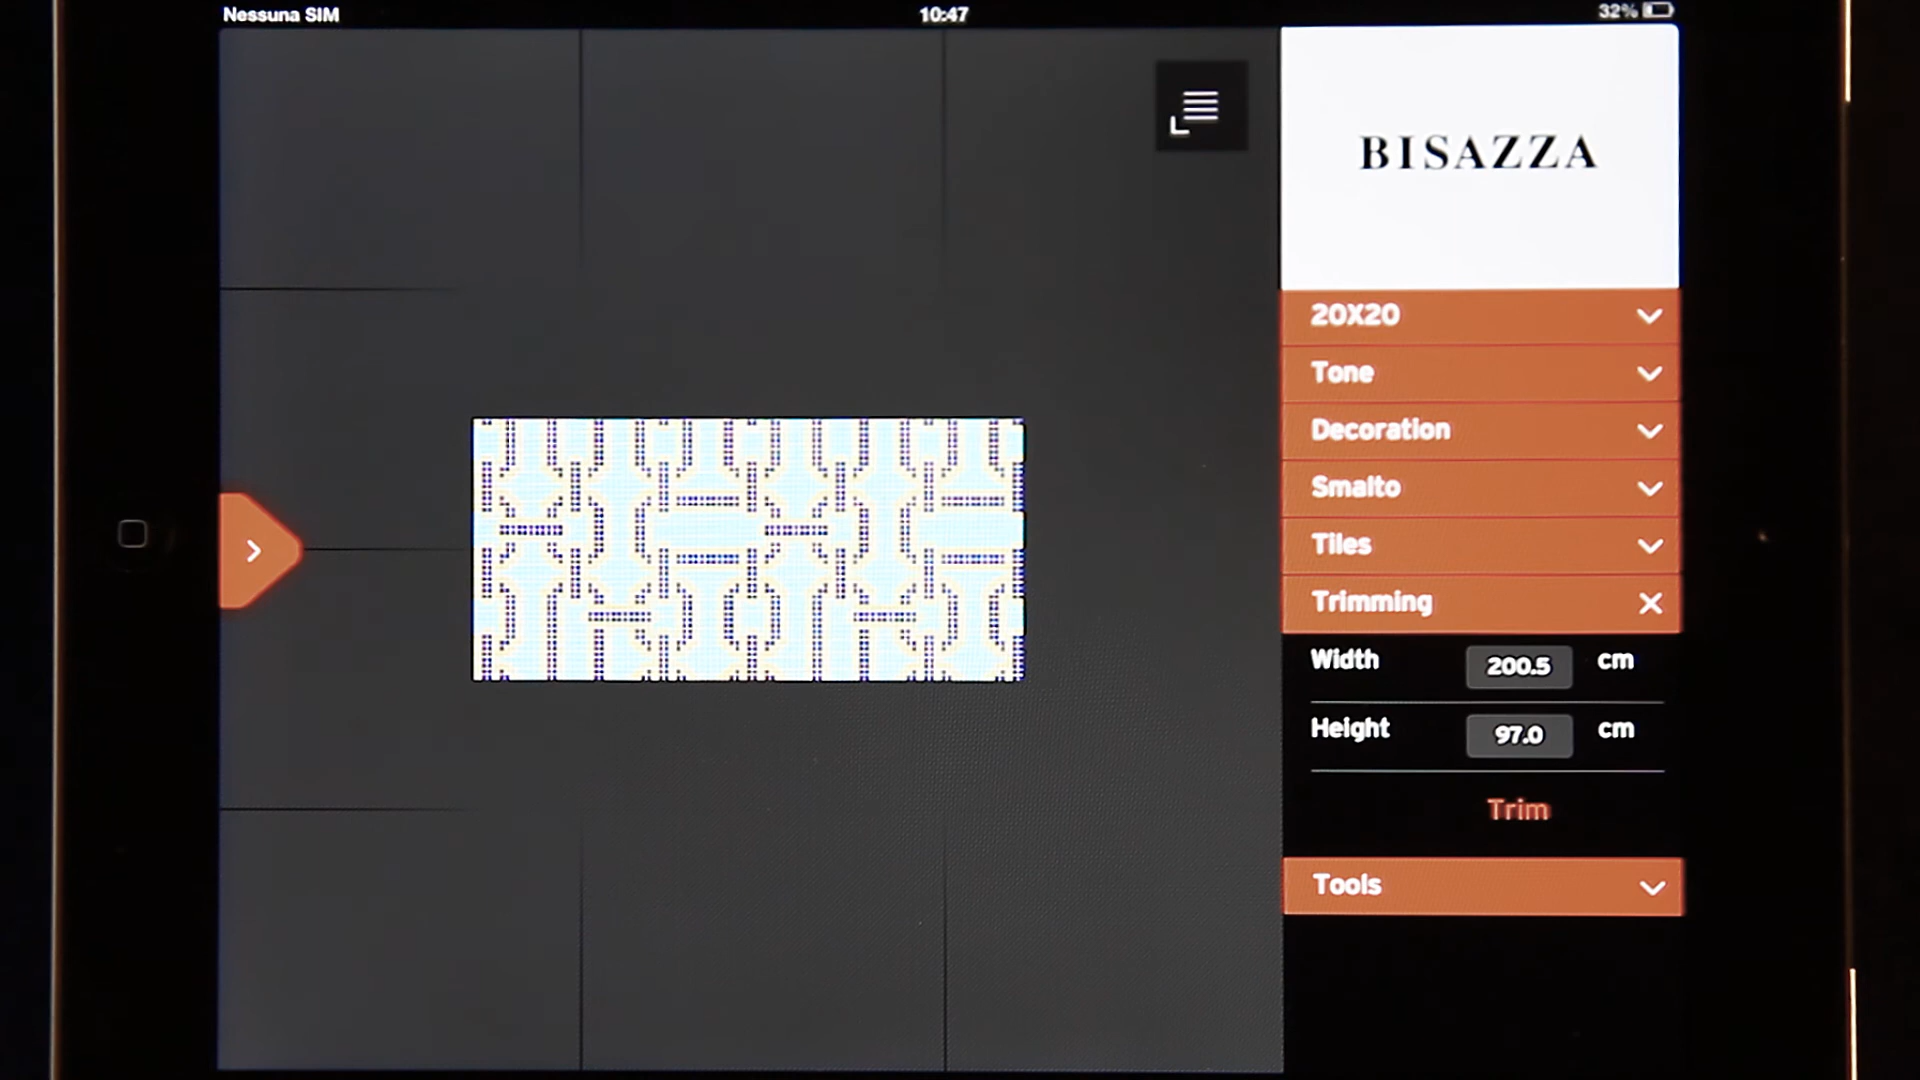 Nessuna SIM
10:47
32%
BISAZZA
20X20
Tone
Decoration
Smalto
Tiles
Trimming
Width 200.5 cm
Height 97.0 cm
Trim
Tools